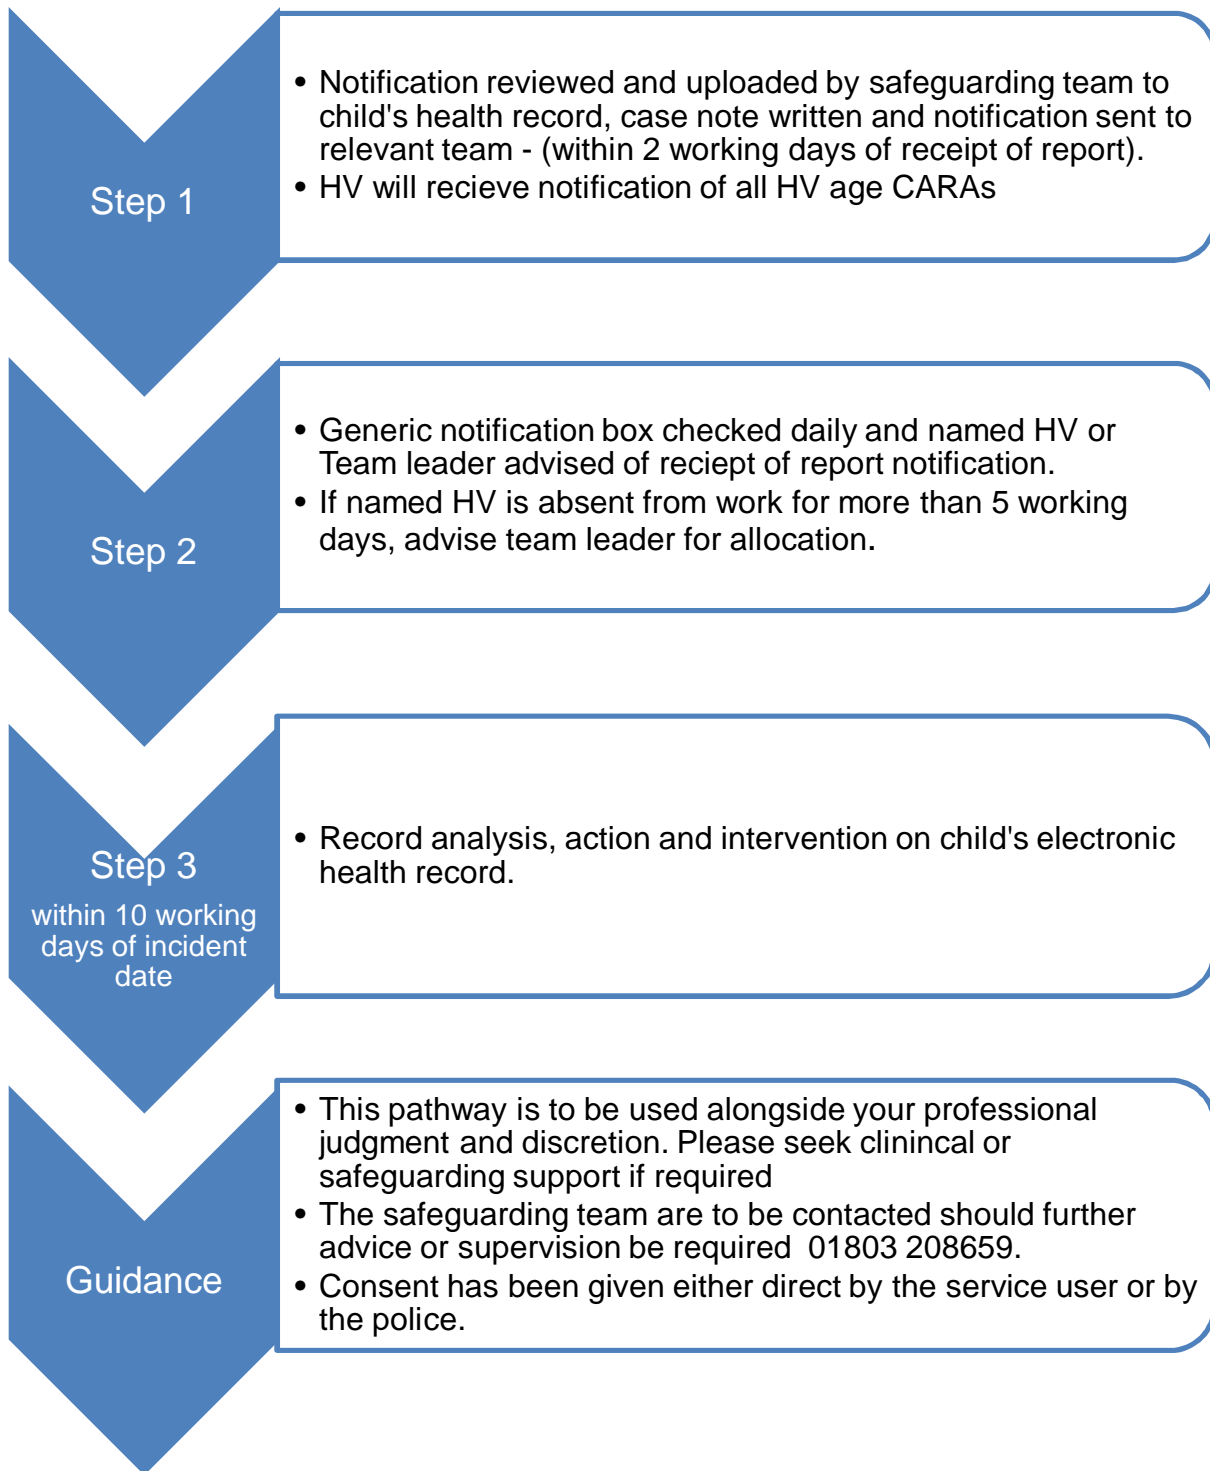 Step 1
• Notification reviewed and uploaded by safeguarding team to
child's health record, case note written and notification sent to
relevant team - (within 2 working days of receipt of report).
• HV will recieve notification of all HV age CARAs
Step 2
• Generic notification box checked daily and named HV or
Team leader advised of reciept of report notification.
• If named HV is absent from work for more than 5 working
days, advise team leader for allocation.
Step 3
within 10 working
days of incident
date
• Record analysis, action and intervention on child's electronic
health record.
Guidance
• This pathway is to be used alongside your professional
judgment and discretion. Please seek clinincal or
safeguarding support if required
• The safeguarding team are to be contacted should further
advice or supervision be required  01803 208659.
• Consent has been given either direct by the service user or by
the police.